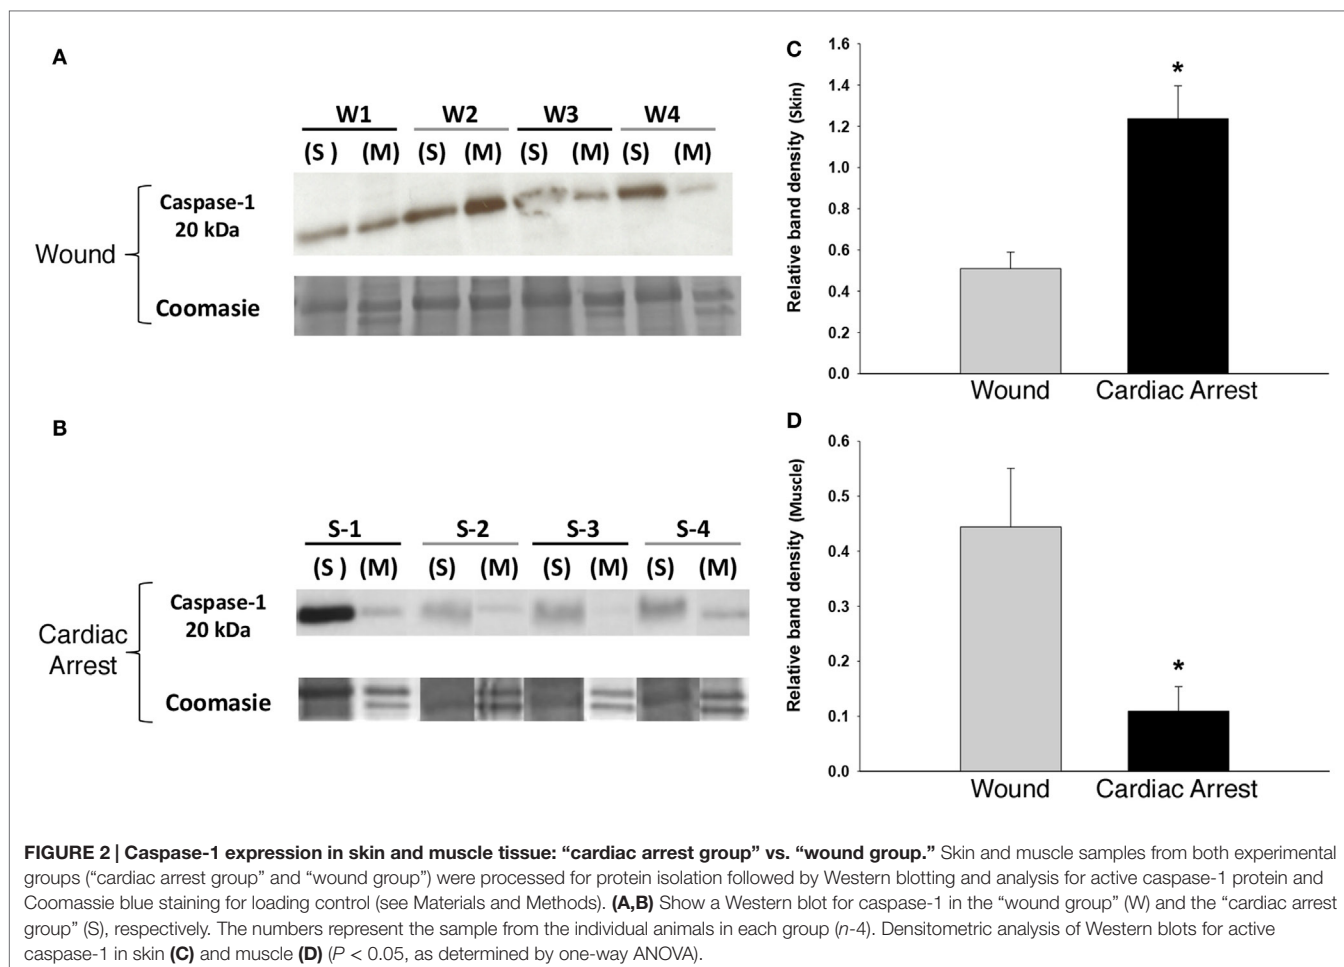 A
W1 W2 W3 W4
(S ) (M) (S) (M) (S) (M) (S) (M)
Wound
Caspase-1
20 kDa
Coomasie
B
S-1 S-2 S-3 S-4
(S ) (M) (S) (M) (S) (M) (S) (M)
Cardiac
Arrest
Caspase-1
20 kDa
Coomasie
C
Relative band density (skin)
1.6
1.4
1.2
1.0
0.8
0.6
0.4
0.2
0.0
*
Wound Cardiac Arrest
D
Relative band density (Muscle)
0.6
0.5
0.4
0.3
0.2
0.1
0.0
*
Wound Cardiac Arrest
FIGURE 2 | Caspase-1 expression in skin and muscle tissue: “cardiac arrest group” vs. “wound group.” Skin and muscle samples from both experimental
groups (“cardiac arrest group” and “wound group”) were processed for protein isolation followed by Western blotting and analysis for active caspase-1 protein and
Coomassie blue staining for loading control (see Materials and Methods). (A,B) Show a Western blot for caspase-1 in the “wound group” (W) and the “cardiac arrest
group” (S), respectively. The numbers represent the sample from the individual animals in each group (n-4). Densitometric analysis of Western blots for active
caspase-1 in skin (C) and muscle (D) (P < 0.05, as determined by one-way ANOVA).